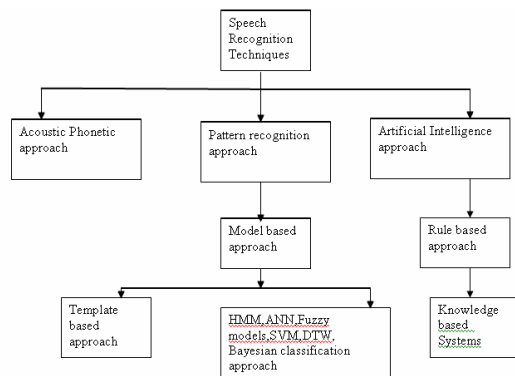 Speech
Recognition
Techniques
Acoustic Phonetic
approach
Pattern recognition
approach
Artificial Intelligence
approach
Model based
approach
Rule based
approach
Template
based
approach
HMM,ANN,Fuzzy
models,SVM,DTW,
Bayesian classification
approach
Knowledge
based
Systems